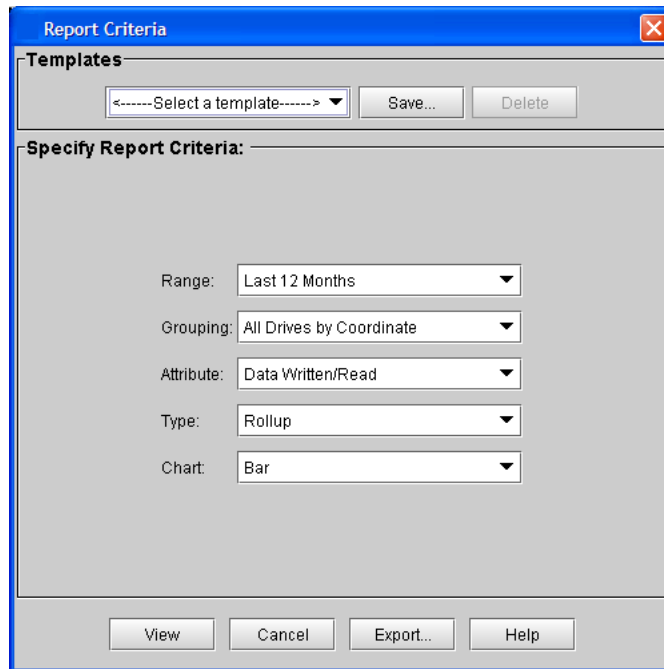 Report Criteria
Templates
<------Select a template------> Save... Delete
Specify Report Criteria:
Range: Last 12 Months
Grouping: All Drives by Coordinate
Attribute: Data Written/Read
Type: Rollup
Chart: Bar
View Cancel Export... Help